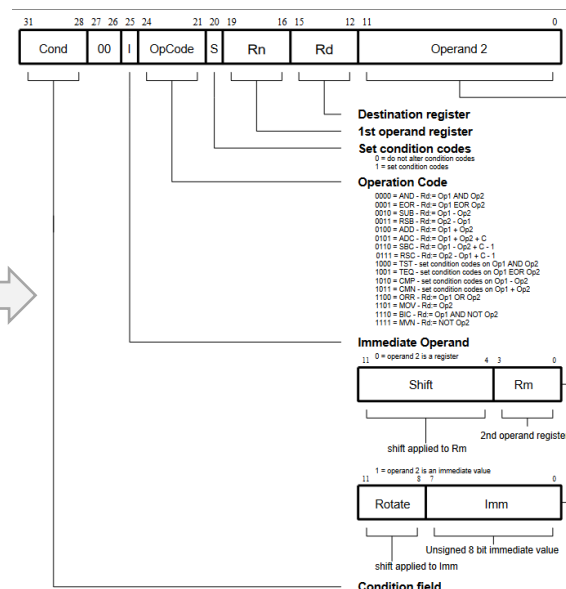 31 28 27 26 25 24 21 20 19 16 15 12 11 0
Cond 00 I OpCode S Rn Rd Operand 2
Destination register
1st operand register
Set condition codes
0 = do not alter condition codes
1 = set condition codes
Operation Code
0000 = AND - Rd:= Op1 AND Op2
0001 = EOR - Rd:= Op1 EOR Op2
0010 = SUB - Rd:= Op1 - Op2
0011 = RSB - Rd:= Op2 - Op1
0100 = ADD - Rd:= Op1 + Op2
0101 = ADC - Rd:= Op1 + Op2 + C
0110 = SBC - Rd:= Op1 - Op2 + C - 1
0111 = RSC - Rd:= Op2 - Op1 + C - 1
1000 = TST - set condition codes on Op1 AND Op2
1001 = TEQ - set condition codes on Op1 EOR Op2
1010 = CMP - set condition codes on Op1 - Op2
1011 = CMN - set condition codes on Op1 + Op2
1100 = ORR - Rd:= Op1 OR Op2
1101 = MOV - Rd:= Op2
1110 = BIC - Rd:= Op1 AND NOT Op2
1111 = MVN - Rd:= NOT Op2
Immediate Operand
0 = operand 2 is a register
11 4 3 0
Shift Rm
2nd operand registe
shift applied to Rm
1 = operand 2 is an immediate value
11 8 7 0
Rotate Imm
Unsigned 8 bit immediate value
shift applied to Imm
Condition field